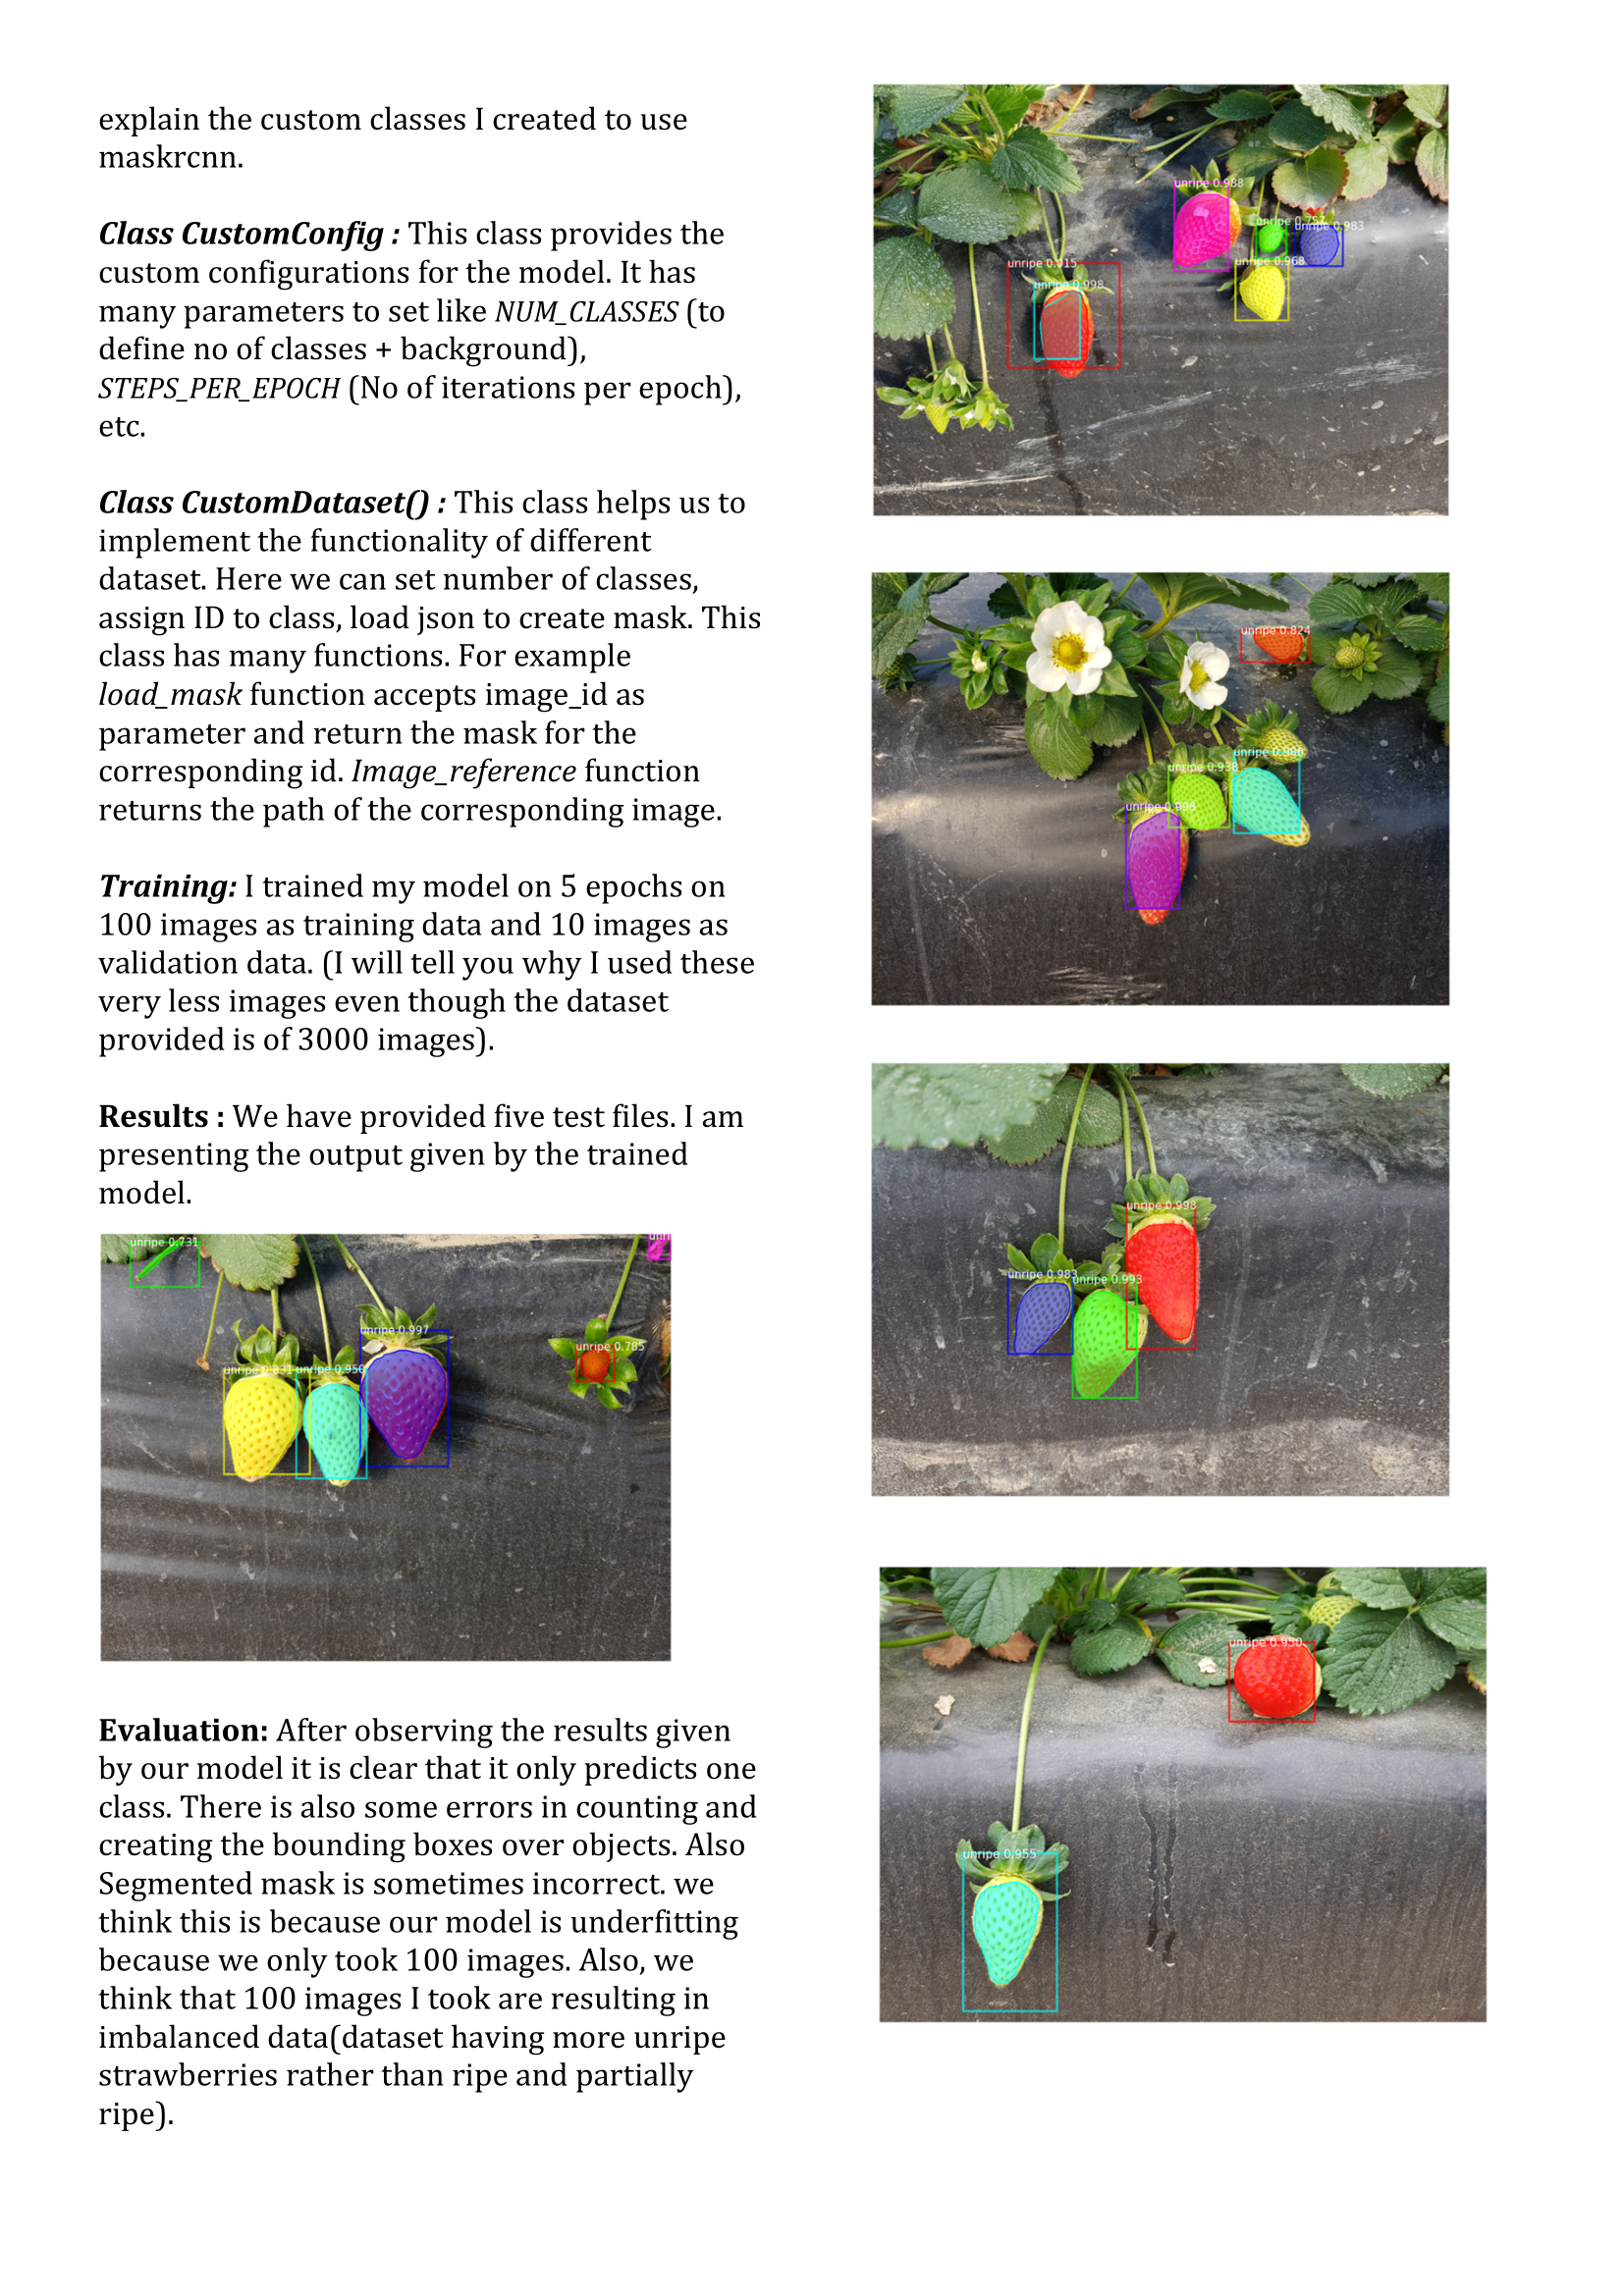 explain the custom classes I created to use
maskrcnn.
Class CustomConfig : This class provides the
custom configurations for the model. It has
many parameters to set like NUM_CLASSES (to
define no of classes + background),
STEPS_PER_EPOCH (No of iterations per epoch),
etc.
Class CustomDataset() : This class helps us to
implement the functionality of different
dataset. Here we can set number of classes,
assign ID to class, load json to create mask. This
class has many functions. For example
load_mask function accepts image_id as
parameter and return the mask for the
corresponding id. Image_reference function
returns the path of the corresponding image.
Training: I trained my model on 5 epochs on
100 images as training data and 10 images as
validation data. (I will tell you why I used these
very less images even though the dataset
provided is of 3000 images).
Results : We have provided five test files. I am
presenting the output given by the trained
model.
unripe 0.731
unripe 0.997
unripe 0.785
unripe 0.831
unripe 0.950
Evaluation: After observing the results given
by our model it is clear that it only predicts one
class. There is also some errors in counting and
creating the bounding boxes over objects. Also
Segmented mask is sometimes incorrect. we
think this is because our model is underfitting
because we only took 100 images. Also, we
think that 100 images I took are resulting in
imbalanced data(dataset having more unripe
strawberries rather than ripe and partially
ripe).
unripe 0.988
unripe 0.757
unripe 0.983
unripe 0.968
unripe 0.915
unripe 0.998
unripe 0.824
unripe
unripe 0.938
unripe 0.998
unripe 0.998
unripe 0.983
unripe 0.993
unripe 0.950
unripe 0.955